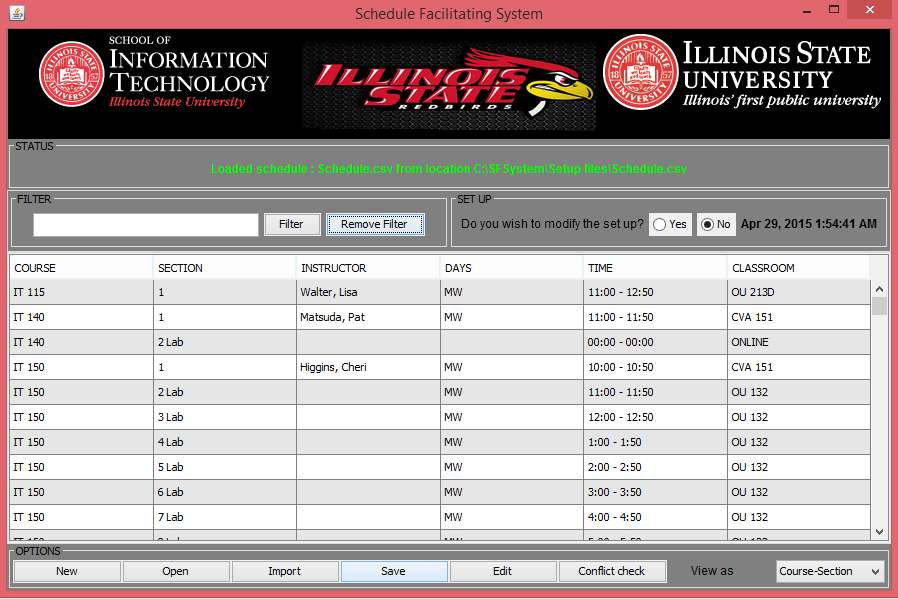 Schedule Facilitating System
SCHOOL OF
INFORMATION
TECHNOLOGY
Illinois State University
ILLINOIS
STATE
REDBIRDS
ILLINOIS STATE
UNIVERSITY
Illinois' first public university
18 57
18 57
STATUS
Loaded schedule : Schedule.csv from location C:\SFSystem\Setup files\Schedule.csv
FILTER
Filter Remove Filter
SET UP
Do you wish to modify the set up? Yes No Apr 29, 2015 1:54:41 AM
COURSE SECTION INSTRUCTOR DAYS TIME CLASSROOM
IT 115 1 Walter, Lisa MW 11:00 - 12:50 OU 213D
IT 140 1 Matsuda, Pat MW 11:00 - 11:50 CVA 151
IT 140 2 Lab 00:00 - 00:00 ONLINE
IT 150 1 Higgins, Cheri MW 10:00 - 10:50 CVA 151
IT 150 2 Lab MW 11:00 - 11:50 OU 132
IT 150 3 Lab MW 12:00 - 12:50 OU 132
IT 150 4 Lab MW 1:00 - 1:50 OU 132
IT 150 5 Lab MW 2:00 - 2:50 OU 132
IT 150 6 Lab MW 3:00 - 3:50 OU 132
IT 150 7 Lab MW 4:00 - 4:50 OU 132
OPTIONS
New Open Import Save Edit Conflict check View as Course-Section